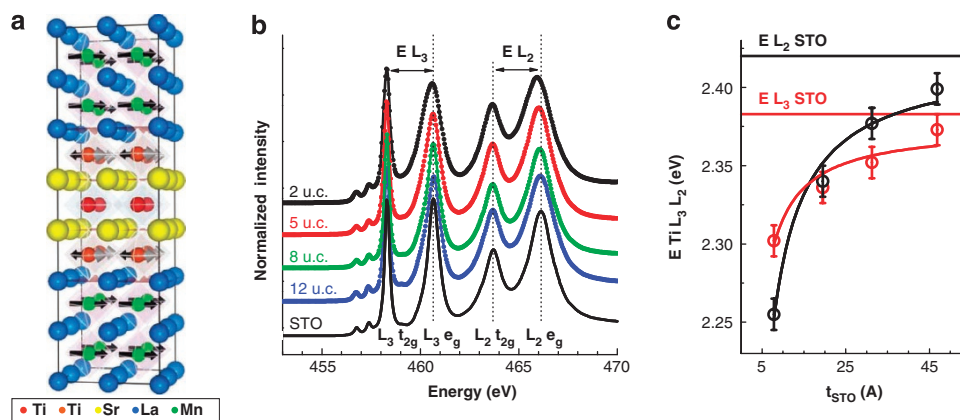 a
Ti Ti Sr La Mn
b
E L3 E L2
2 u.c.
5 u.c.
8 u.c.
12 u.c.
STO
L3 t2g L3 eg L2 t2g L2 eg
Normalized intensity
455 460 465 470
Energy (eV)
c
E L2 STO
E L3 STO
2.40
2.35
2.30
2.25
E Ti L3 L2 (eV)
5 25 45
tSTO (A)